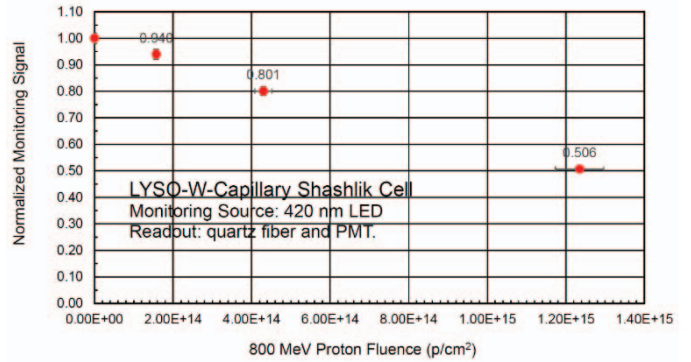 1.10
1.00
0.90
0.80
0.70
0.60
0.50
0.40
0.30
0.20
0.10
0.00
Normalized Monitoring Signal
0.940
0.801
0.506
LYSO-W-Capillary Shashlik Cell
Monitoring Source: 420 nm LED
Readout: quartz fiber and PMT.
0.00E+00 2.00E+14 4.00E+14 6.00E+14 8.00E+14 1.00E+15 1.20E+15 1.40E+15
800 MeV Proton Fluence (p/cm²)